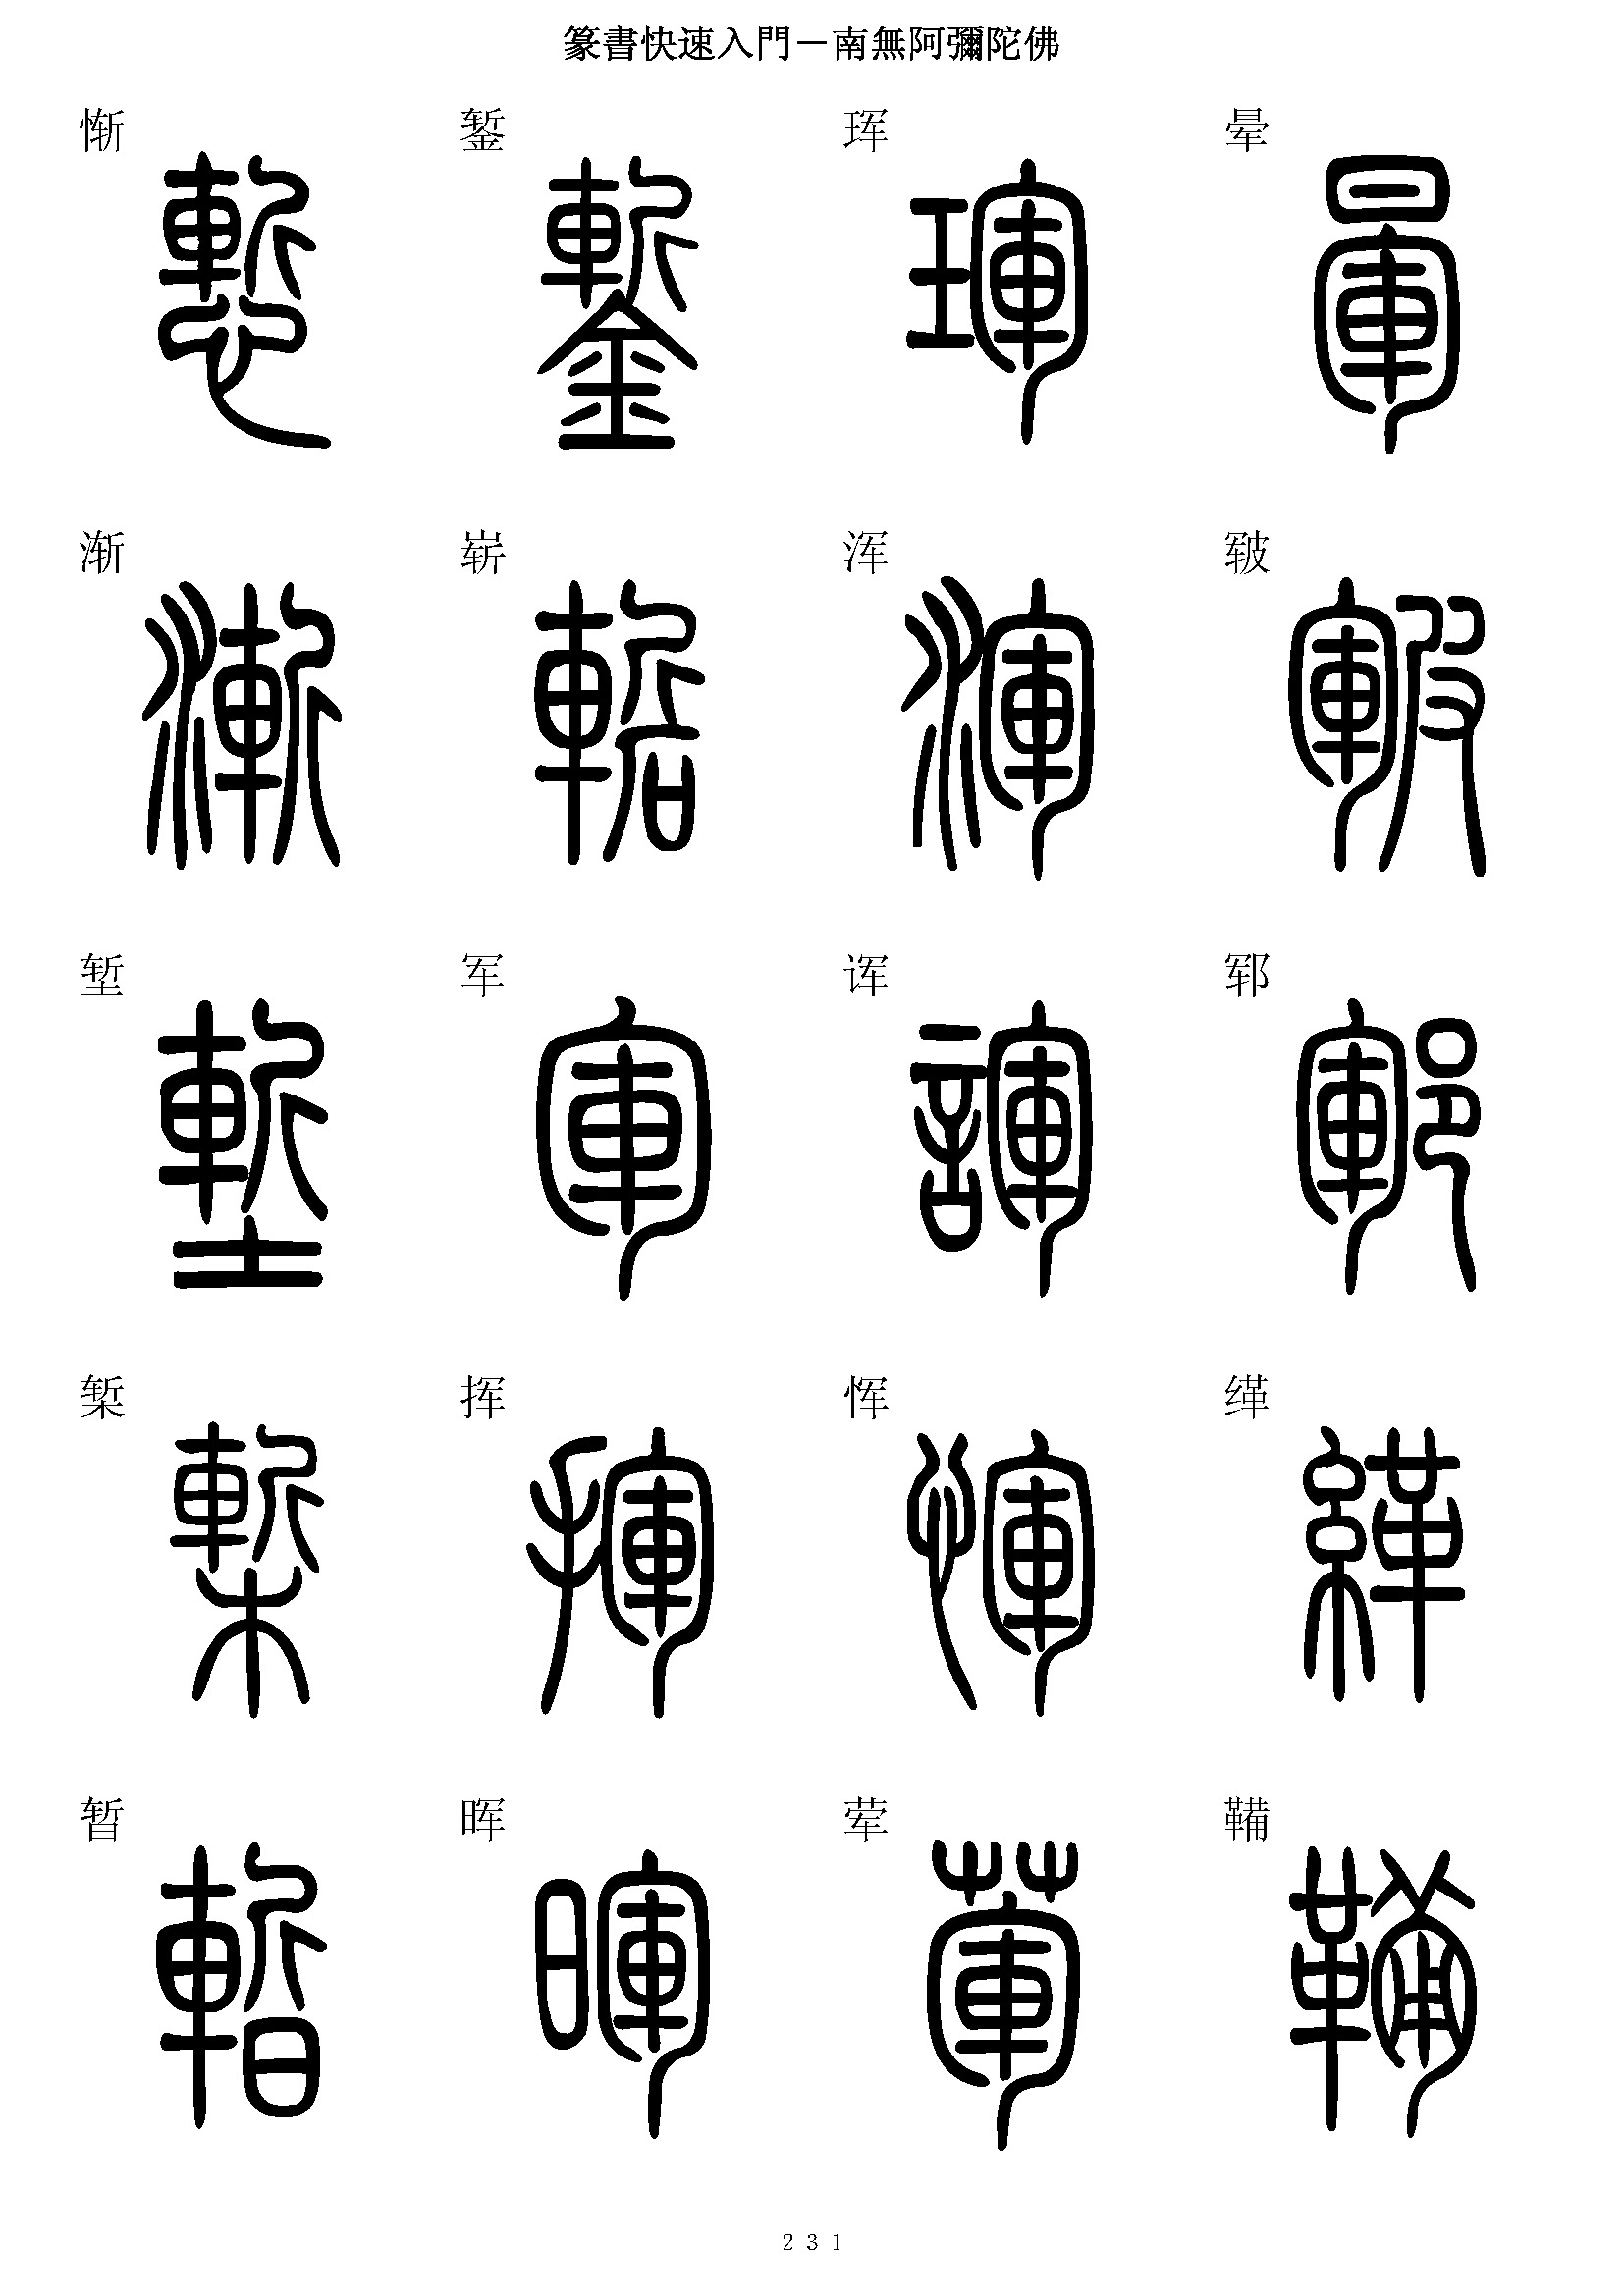 篆書快速入門－南無阿彌陀佛
惭 錾 珲 晕
渐 崭 浑 皲
堑 军 诨 郓
椠 挥 恽 缂
暂 晖 荤 鞴
231